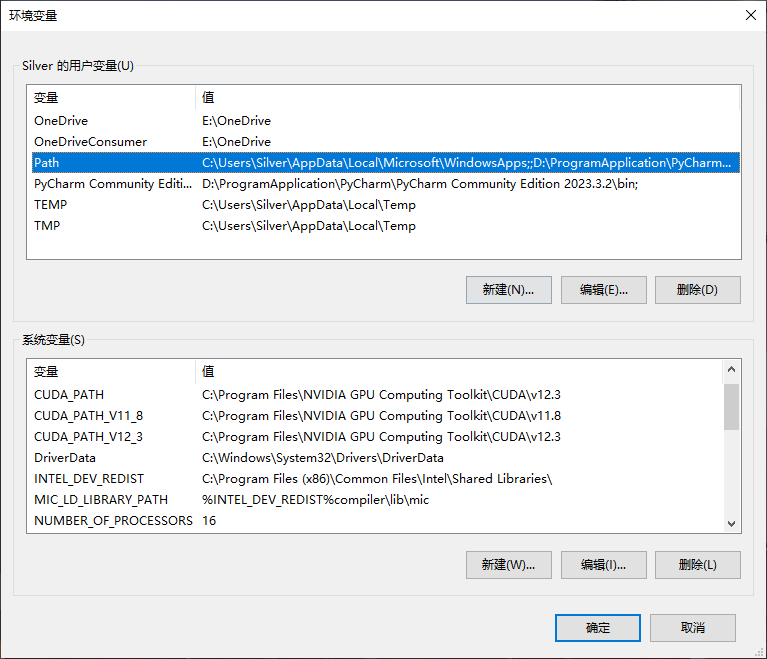 环境变量
Silver 的用户变量(U)
变量 值
OneDrive E:\OneDrive
OneDriveConsumer E:\OneDrive
Path C:\Users\Silver\AppData\Local\Microsoft\WindowsApps;;D:\ProgramApplication\PyCharm...
PyCharm Community Editi... D:\ProgramApplication\PyCharm\PyCharm Community Edition 2023.3.2\bin;
TEMP C:\Users\Silver\AppData\Local\Temp
TMP C:\Users\Silver\AppData\Local\Temp
新建(N)... 编辑(E)... 删除(D)
系统变量(S)
变量 值
CUDA_PATH C:\Program Files\NVIDIA GPU Computing Toolkit\CUDA\v12.3
CUDA_PATH_V11_8 C:\Program Files\NVIDIA GPU Computing Toolkit\CUDA\v11.8
CUDA_PATH_V12_3 C:\Program Files\NVIDIA GPU Computing Toolkit\CUDA\v12.3
DriverData C:\Windows\System32\Drivers\DriverData
INTEL_DEV_REDIST C:\Program Files (x86)\Common Files\Intel\Shared Libraries\
MIC_LD_LIBRARY_PATH %INTEL_DEV_REDIST%compiler\lib\mic
NUMBER_OF_PROCESSORS 16
新建(W)... 编辑(I)... 删除(L)
确定 取消